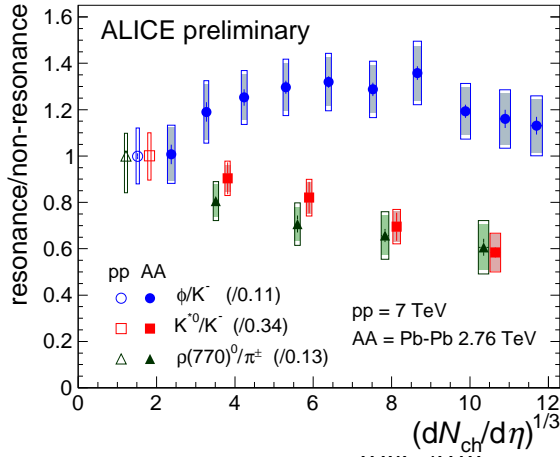 ALICE preliminary
resonance/non-resonance
1.6
1.4
1.2
1
0.8
0.6
0.4
0.2
0
pp AA
ϕ/K⁻ (/0.11)
K*⁰/K⁻ (/0.34)
ρ(770)⁰/π± (/0.13)
pp = 7 TeV
AA = Pb-Pb 2.76 TeV
0 2 4 6 8 10 12
(dN_ch/dη)^1/3